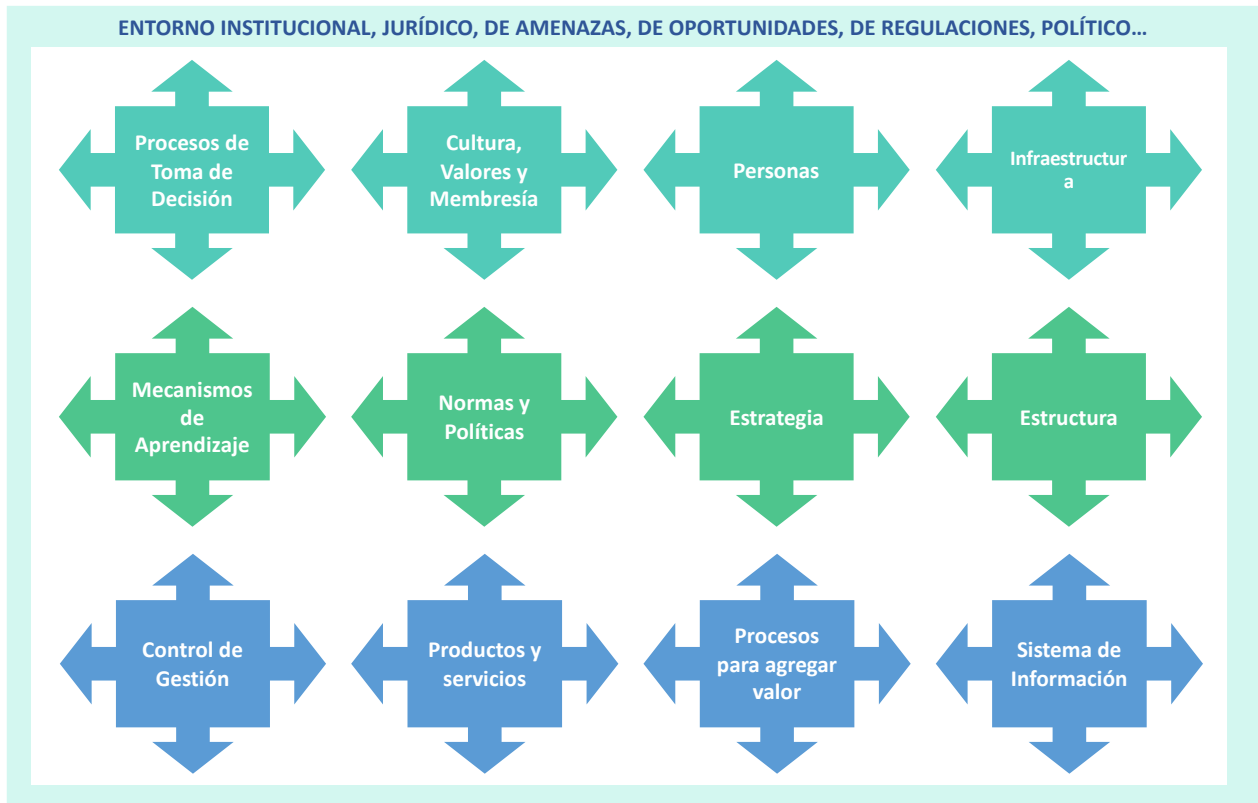 ENTORNO INSTITUCIONAL, JURÍDICO, DE AMENAZAS, DE OPORTUNIDADES, DE REGULACIONES, POLÍTICO…
Procesos de
Toma de
Decisión
Cultura,
Valores y
Membresía
Personas
Infraestructur
a
Mecanismos
de
Aprendizaje
Normas y
Políticas
Estrategia
Estructura
Control de
Gestión
Productos y
servicios
Procesos
para agregar
valor
Sistema de
Información